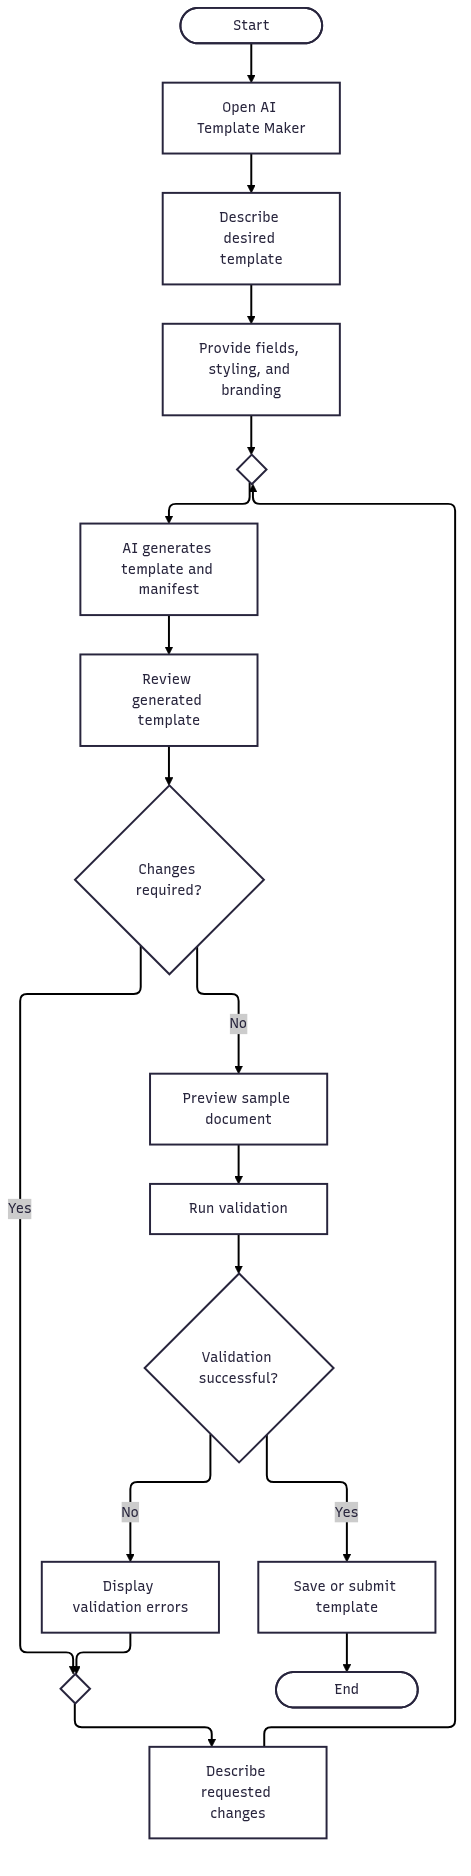 Start
Open AI
Template Maker
Describe
desired
template
Provide fields,
styling, and
branding
AI generates
template and
manifest
Review
generated
template
Changes
required?
No
Preview sample
document
Yes
Run validation
Validation
successful?
No
Yes
Display
validation errors
Save or submit
template
End
Describe
requested
changes